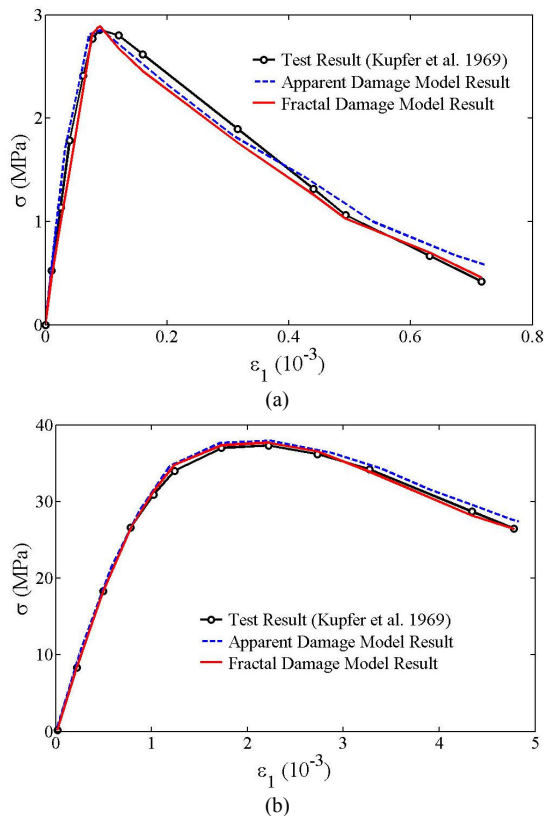 (a)
3
2
1
0
σ (MPa)
Test Result (Kupfer et al. 1969)
Apparent Damage Model Result
Fractal Damage Model Result
0 0.2 0.4 0.6 0.8
ε1 (10-3)
(a)
40
30
20
10
0
σ (MPa)
Test Result (Kupfer et al. 1969)
Apparent Damage Model Result
Fractal Damage Model Result
0 1 2 3 4 5
ε1 (10-3)
(b)